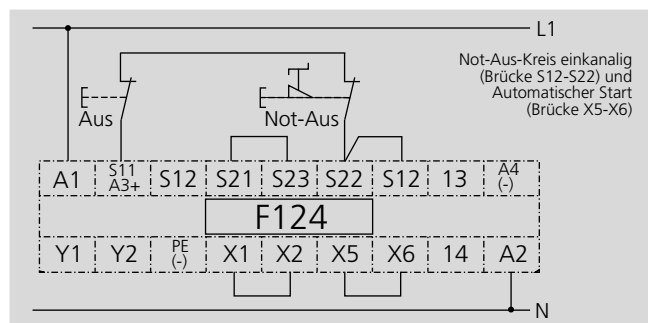 L1
Not-Aus-Kreis einkanalig
(Brücke S12-S22) und
Automatischer Start
(Brücke X5-X6)
Aus
Not-Aus
A1 S11 A3+ S12 S21 S23 S22 S12 13 A4 (-)
F124
Y1 Y2 PE (-) X1 X2 X5 X6 14 A2
N